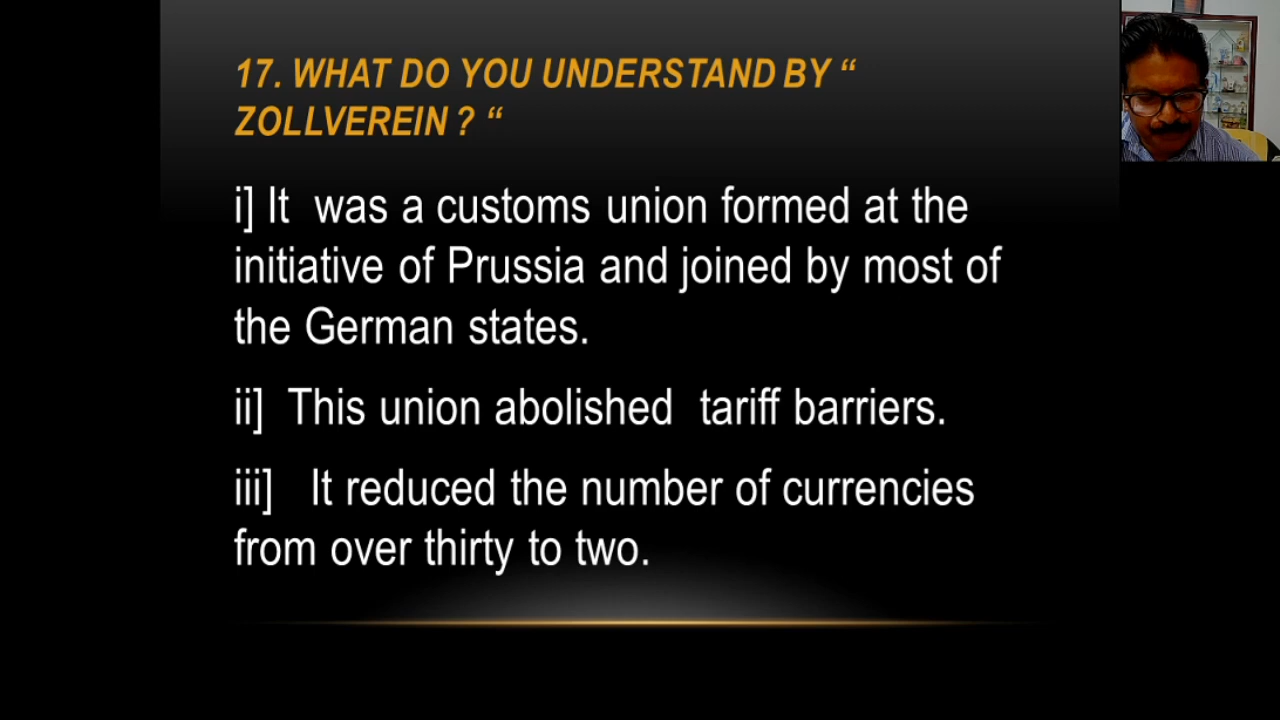 17. WHAT DO YOU UNDERSTAND BY “
ZOLLVEREIN ? “
i] It was a customs union formed at the
initiative of Prussia and joined by most of
the German states.
ii] This union abolished tariff barriers.
iii] It reduced the number of currencies
from over thirty to two.